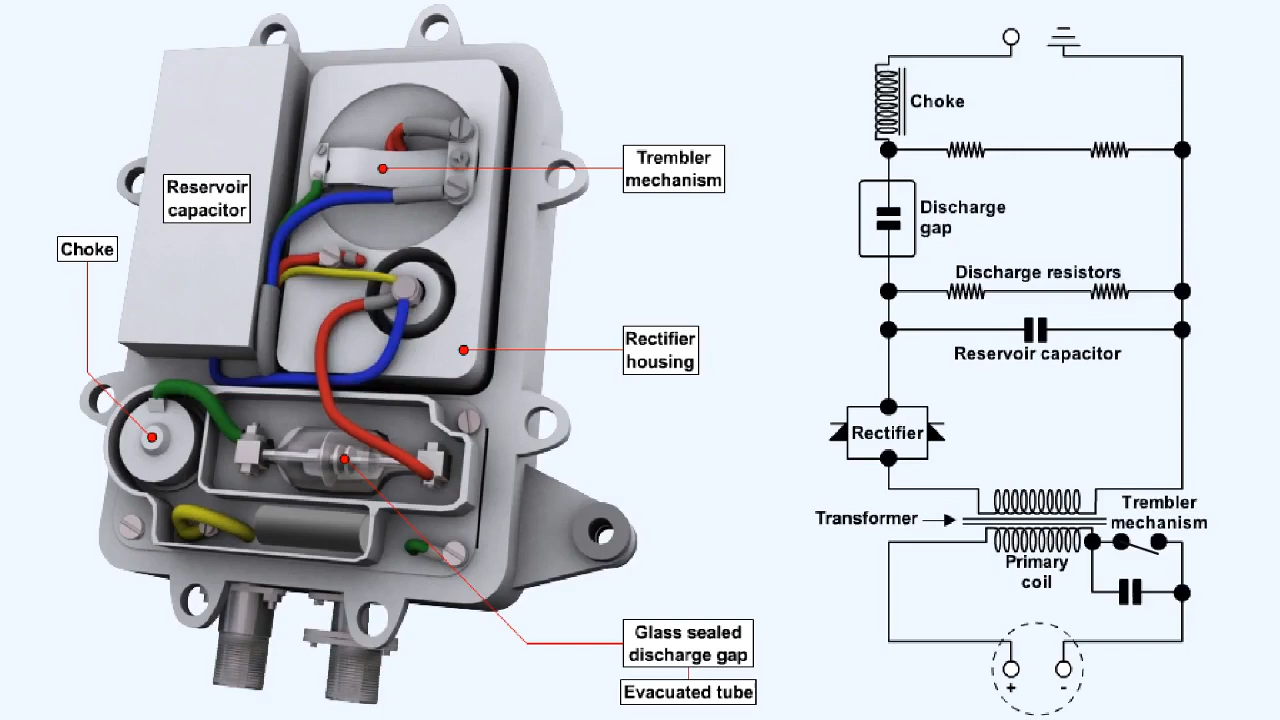 Reservoir
capacitor
Choke
Trembler
mechanism
Rectifier
housing
Glass sealed
discharge gap
Evacuated tube
Choke
Discharge
gap
Discharge resistors
Reservoir capacitor
Rectifier
Transformer
Trembler
mechanism
Primary
coil
+
-